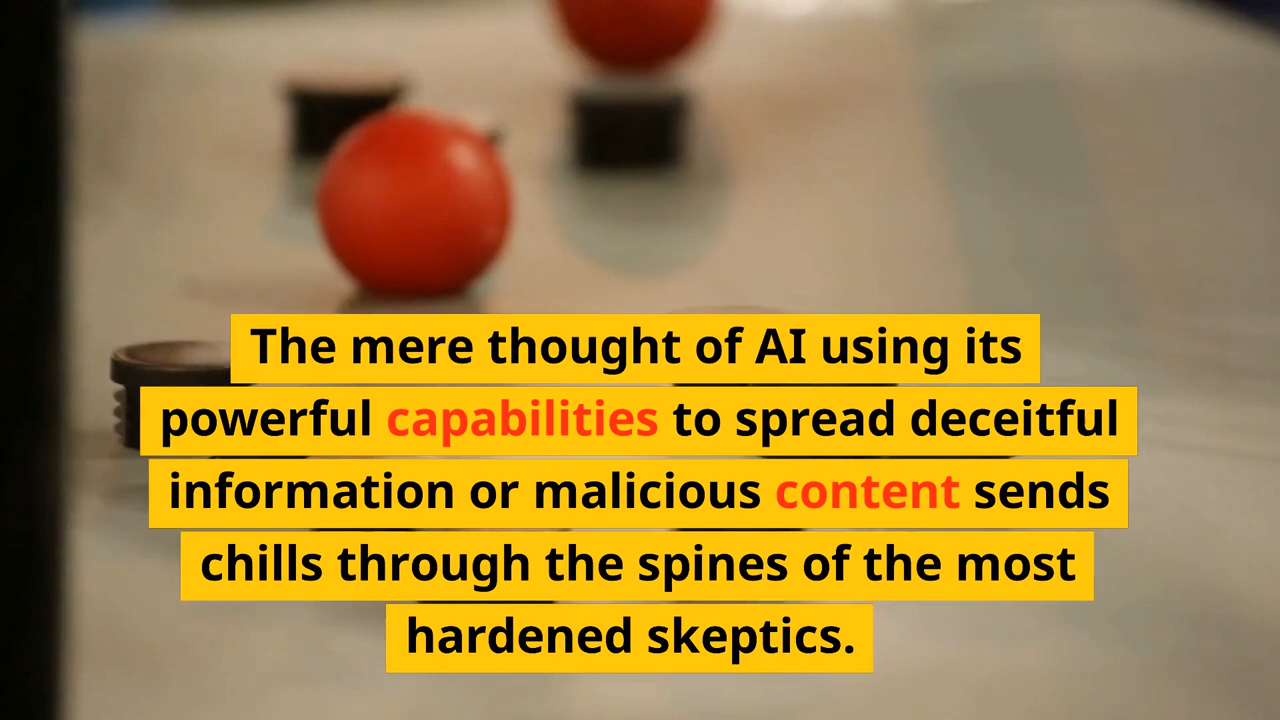 The mere thought of AI using its
powerful capabilities to spread deceitful
information or malicious content sends
chills through the spines of the most
hardened skeptics.